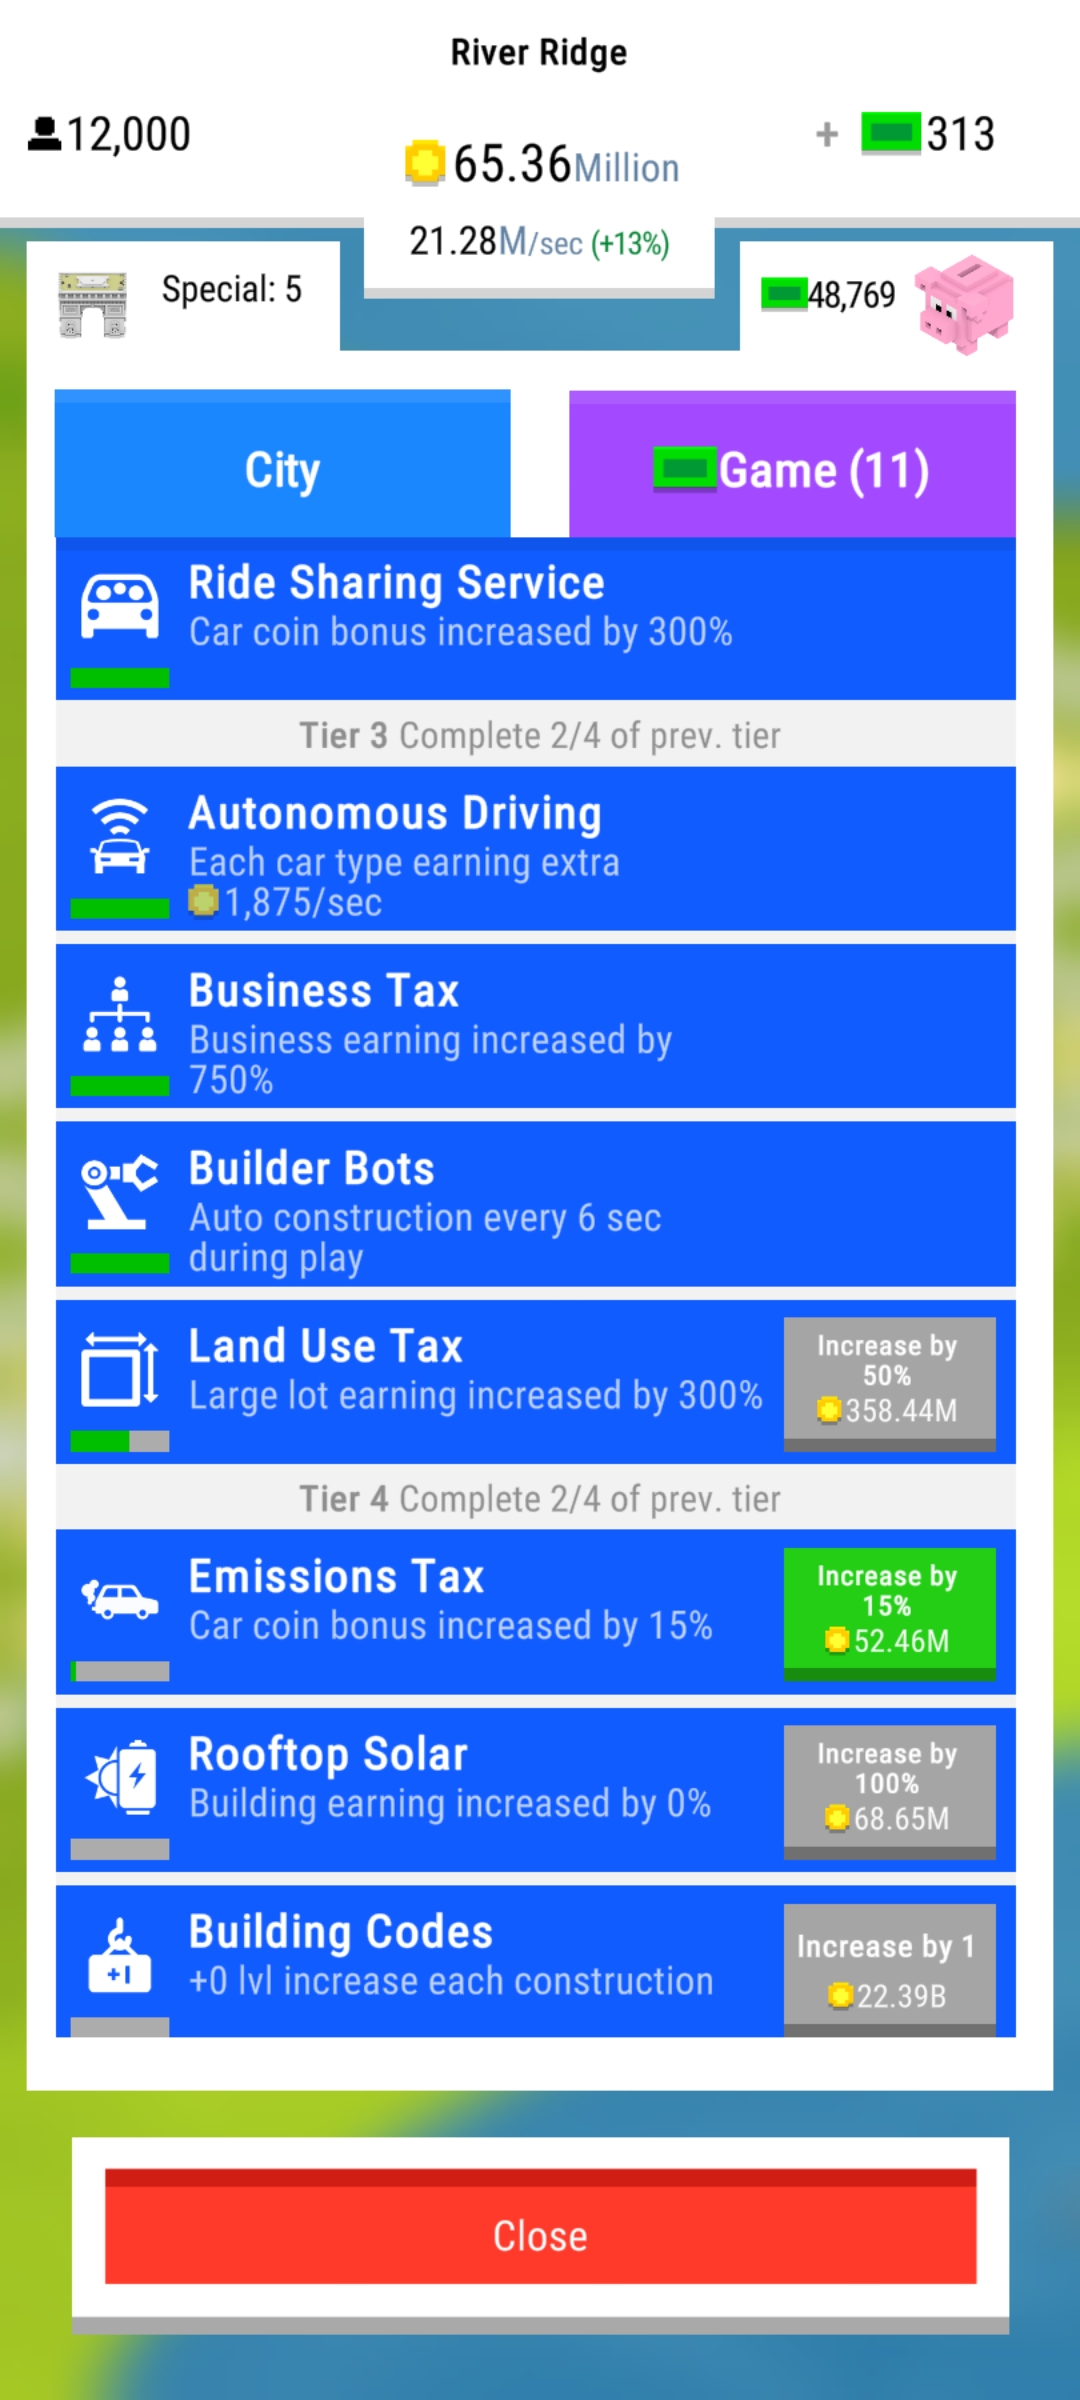 River Ridge
12,000
65.36Million
+ 313
21.28M/sec (+13%)
Special: 5
48,769
City
Game (11)
Ride Sharing Service
Car coin bonus increased by 300%
Tier 3 Complete 2/4 of prev. tier
Autonomous Driving
Each car type earning extra
1,875/sec
Business Tax
Business earning increased by
750%
Builder Bots
Auto construction every 6 sec
during play
Land Use Tax
Large lot earning increased by 300%
Increase by
50%
358.44M
Tier 4 Complete 2/4 of prev. tier
Emissions Tax
Car coin bonus increased by 15%
Increase by
15%
52.46M
Rooftop Solar
Building earning increased by 0%
Increase by
100%
68.65M
Building Codes
+0 lvl increase each construction
+1
Increase by 1
22.39B
Close